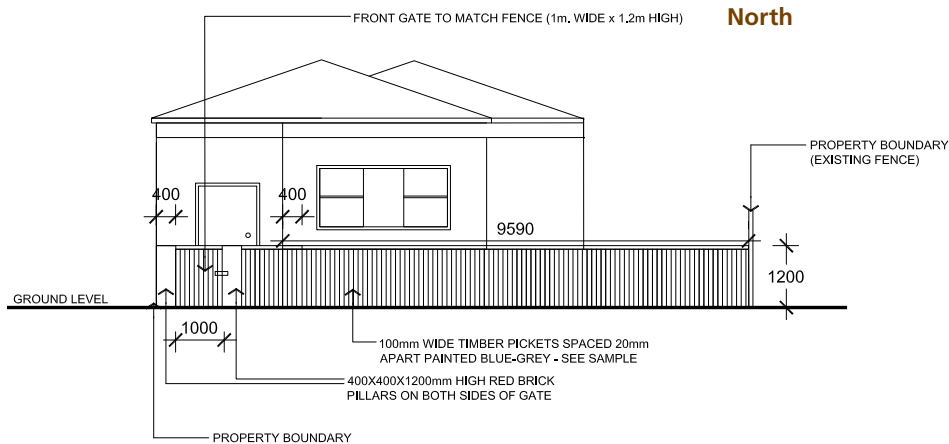 FRONT GATE TO MATCH FENCE (1m. WIDE x 1.2m HIGH)
North
PROPERTY BOUNDARY
(EXISTING FENCE)
400
400
9590
1200
GROUND LEVEL
1000
100mm WIDE TIMBER PICKETS SPACED 20mm
APART PAINTED BLUE-GREY - SEE SAMPLE
400X400X1200mm HIGH RED BRICK
PILLARS ON BOTH SIDES OF GATE
PROPERTY BOUNDARY